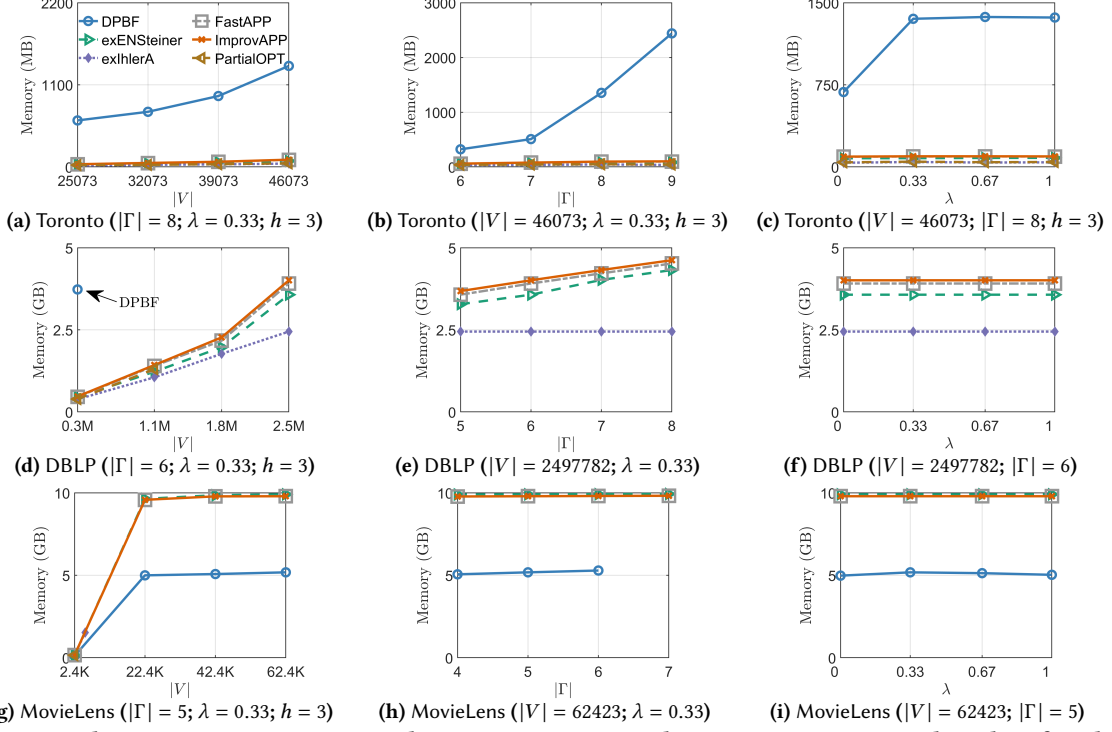 2200
1100
0
Memory (MB)
DPBF
exENSteiner
exIhlerA
FastAPP
ImprovAPP
PartialOPT
25073 32073 39073 46073
|V|
(a) Toronto (|Γ| = 8; λ = 0.33; h = 3)
3000
2000
1000
0
Memory (MB)
6 7 8 9
|Γ|
(b) Toronto (|V| = 46073; λ = 0.33; h = 3)
1500
750
0
Memory (MB)
0 0.33 0.67 1
λ
(c) Toronto (|V| = 46073; |Γ| = 8; h = 3)
5
2.5
0
Memory (GB)
DPBF
0.3M 1.1M 1.8M 2.5M
|V|
(d) DBLP (|Γ| = 6; λ = 0.33; h = 3)
5
2.5
0
Memory (GB)
5 6 7 8
|Γ|
(e) DBLP (|V| = 2497782; λ = 0.33)
5
2.5
0
Memory (GB)
0 0.33 0.67 1
λ
(f) DBLP (|V| = 2497782; |Γ| = 6)
10
5
0
Memory (GB)
2.4K 22.4K 42.4K 62.4K
|V|
g) MovieLens (|Γ| = 5; λ = 0.33; h = 3)
10
5
0
Memory (GB)
4 5 6 7
|Γ|
(h) MovieLens (|V| = 62423; λ = 0.33)
10
5
0
Memory (GB)
0 0.33 0.67 1
λ
(i) MovieLens (|V| = 62423; |Γ| = 5)